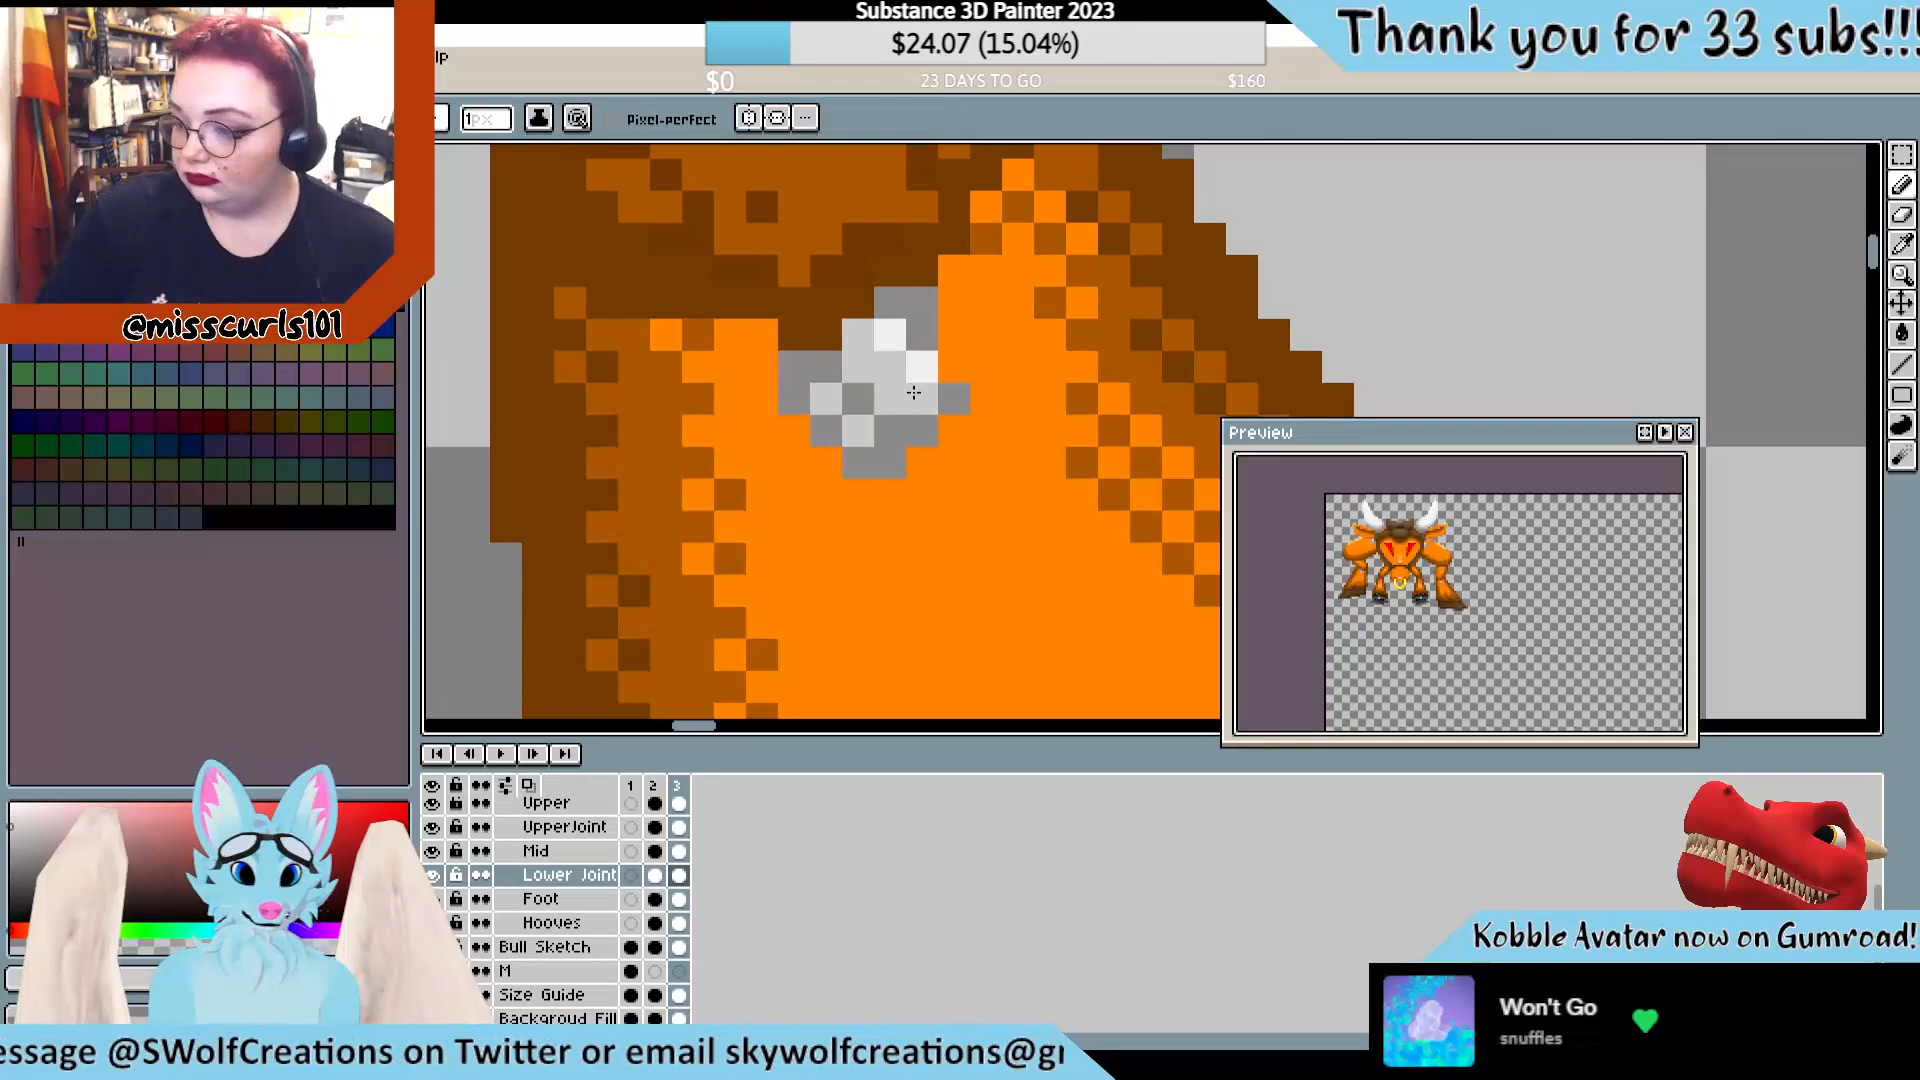 Substance 3D Painter 2023
$24.07 (15.04%)
$0
23 DAYS TO GO
$160
Thank you for 33 subs!!!
lp
1px
Pixel-perfect
@misscurls101
Preview
1 2 3
Upper
UpperJoint
Mid
Lower Joint
Foot
Hooves
Bull Sketch
M
Size Guide
Backgroud Fill
Kobble Avatar now on Gumroad!
Won't Go
snuffles
essage @SWolfCreations on Twitter or email skywolfcreations@gr